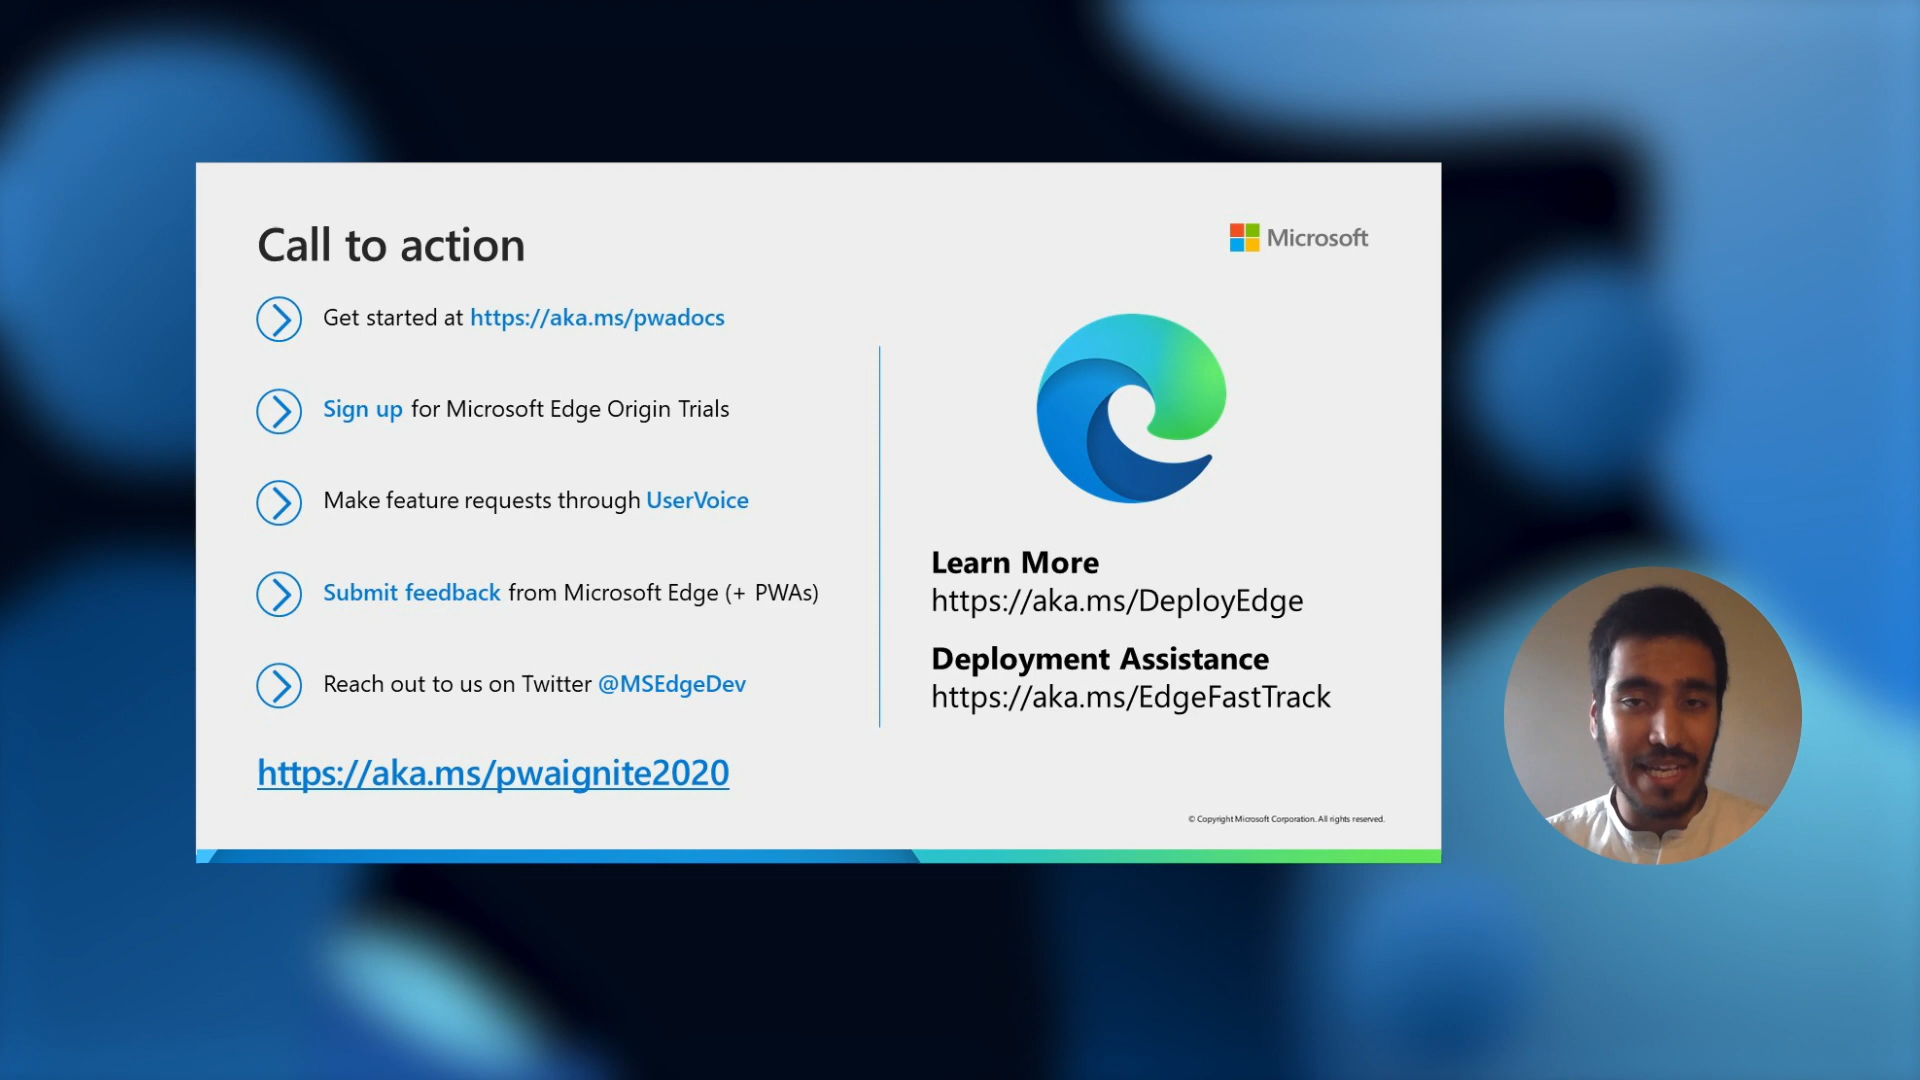 Call to action
Microsoft
Get started at https://aka.ms/pwadocs
Sign up for Microsoft Edge Origin Trials
Make feature requests through UserVoice
Submit feedback from Microsoft Edge (+ PWAs)
Reach out to us on Twitter @MSEdgeDev
https://aka.ms/pwaignite2020
Learn More
https://aka.ms/DeployEdge
Deployment Assistance
https://aka.ms/EdgeFastTrack
© Copyright Microsoft Corporation. All rights reserved.